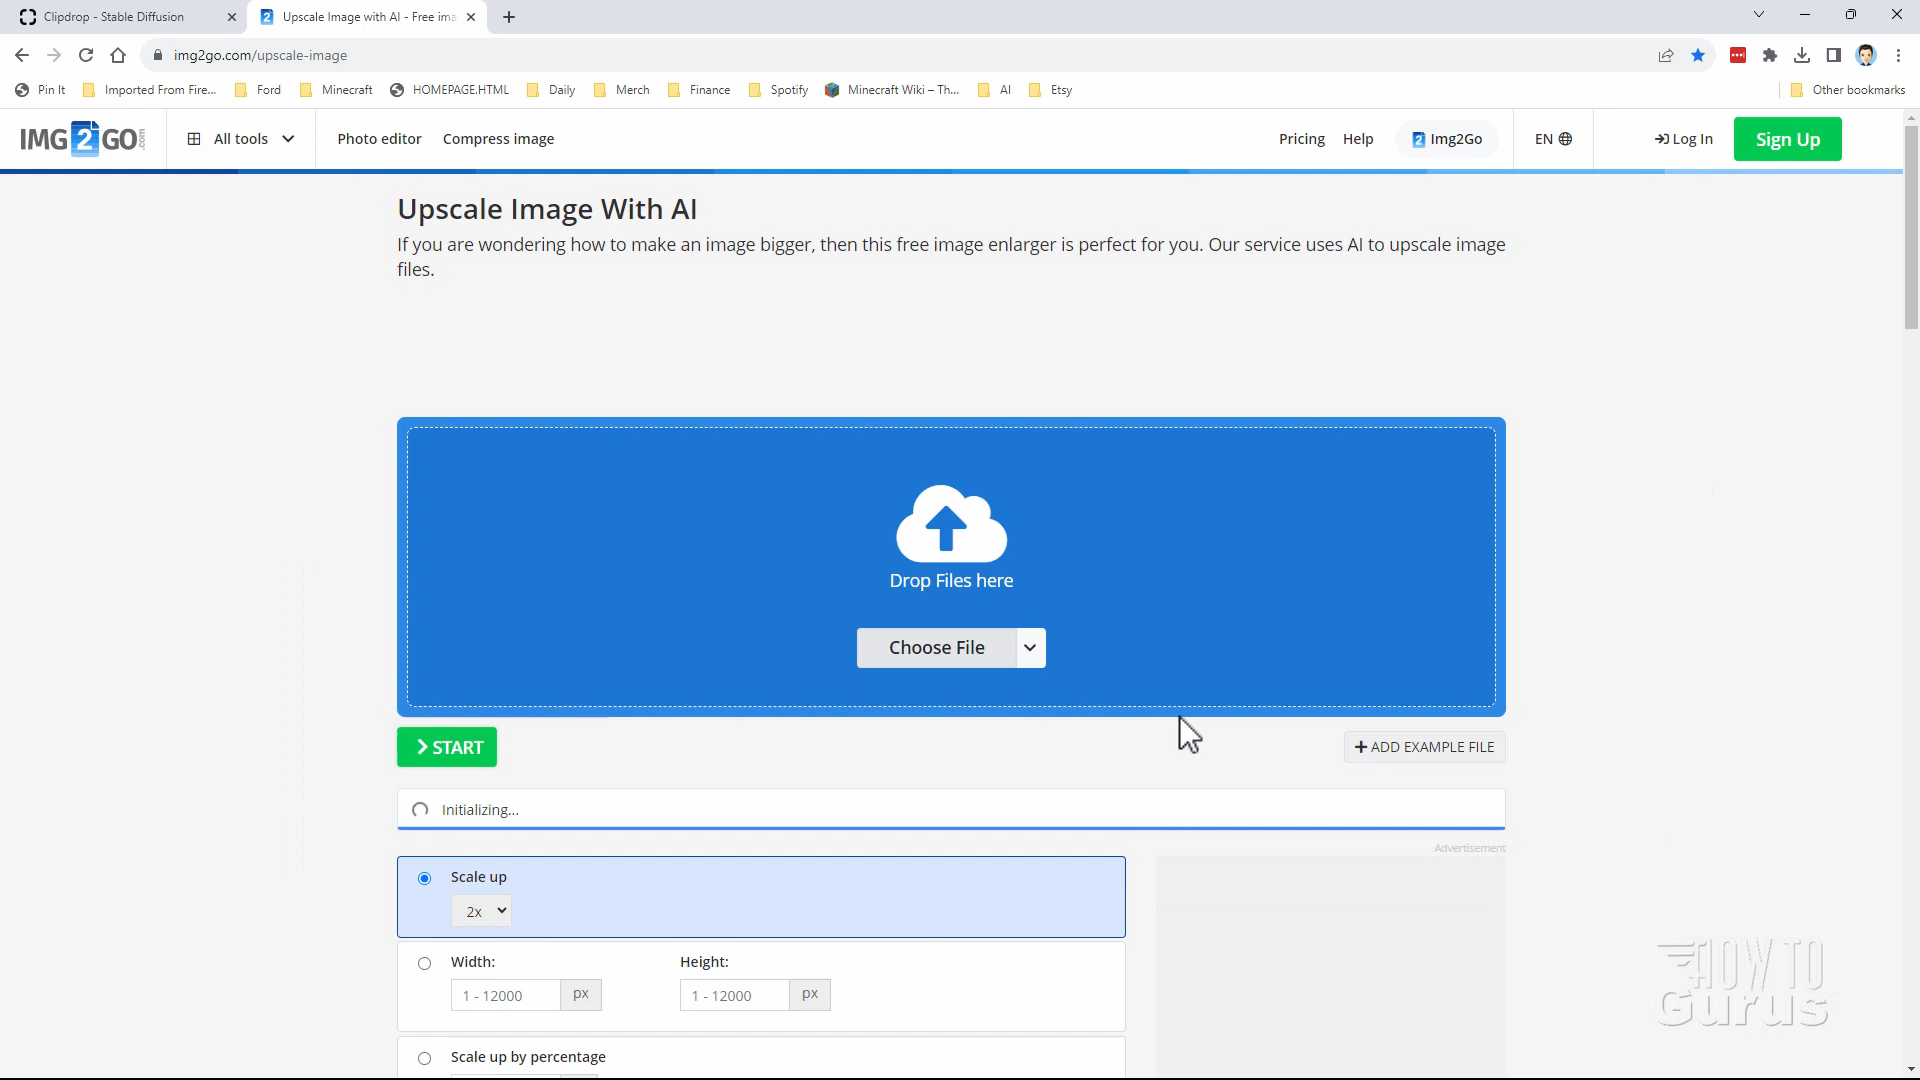 Clipdrop - Stable Diffusion
Upscale Image with AI - Free ima
img2go.com/upscale-image
Pin It
Imported From Fire...
Ford
Minecraft
HOMEPAGE.HTML
Daily
Merch
Finance
Spotify
Minecraft Wiki – Th...
AI
Etsy
Other bookmarks
IMG2GO.com
All tools
Photo editor
Compress image
Pricing
Help
Img2Go
EN
Log In
Sign Up
Upscale Image With AI
If you are wondering how to make an image bigger, then this free image enlarger is perfect for you. Our service uses AI to upscale image
files.
Drop Files here
Choose File
START
ADD EXAMPLE FILE
Initializing...
Advertisement
Scale up
2x
Width:
Height:
1 - 12000
px
1 - 12000
px
Scale up by percentage
HOW TO
Gurus